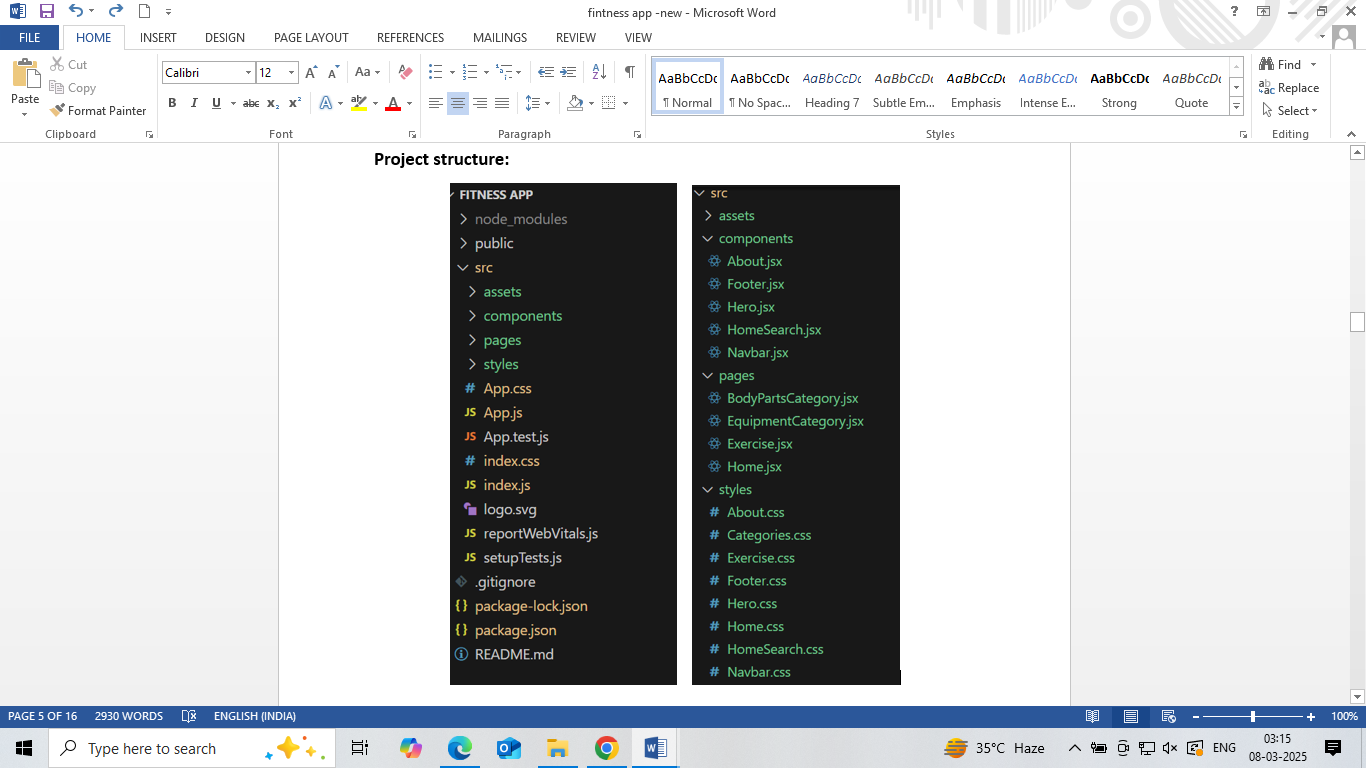 fintness app -new - Microsoft Word
FILE HOME INSERT DESIGN PAGE LAYOUT REFERENCES MAILINGS REVIEW VIEW
Paste
Cut
Copy
Format Painter
Clipboard
Calibri 12
Font
Paragraph
AaBbCcDc AaBbCcDc AaBbCcDc AaBbCcDc AaBbCcDc AaBbCcDc AaBbCcDc AaBbCcDc
¶ Normal ¶ No Spac... Heading 7 Subtle Em... Emphasis Intense E... Strong Quote
Styles
Find
Replace
Select
Editing
Project structure:
FITNESS APP
node_modules
public
src
assets
components
pages
styles
# App.css
JS App.js
JS App.test.js
# index.css
JS index.js
logo.svg
JS reportWebVitals.js
JS setupTests.js
.gitignore
{} package-lock.json
{} package.json
README.md
src
assets
components
About.jsx
Footer.jsx
Hero.jsx
HomeSearch.jsx
Navbar.jsx
pages
BodyPartsCategory.jsx
EquipmentCategory.jsx
Exercise.jsx
Home.jsx
styles
# About.css
# Categories.css
# Exercise.css
# Footer.css
# Hero.css
# Home.css
# HomeSearch.css
# Navbar.css
PAGE 5 OF 16 2930 WORDS ENGLISH (INDIA) 100%
Type here to search
35°C Haze ENG
03:15
08-03-2025